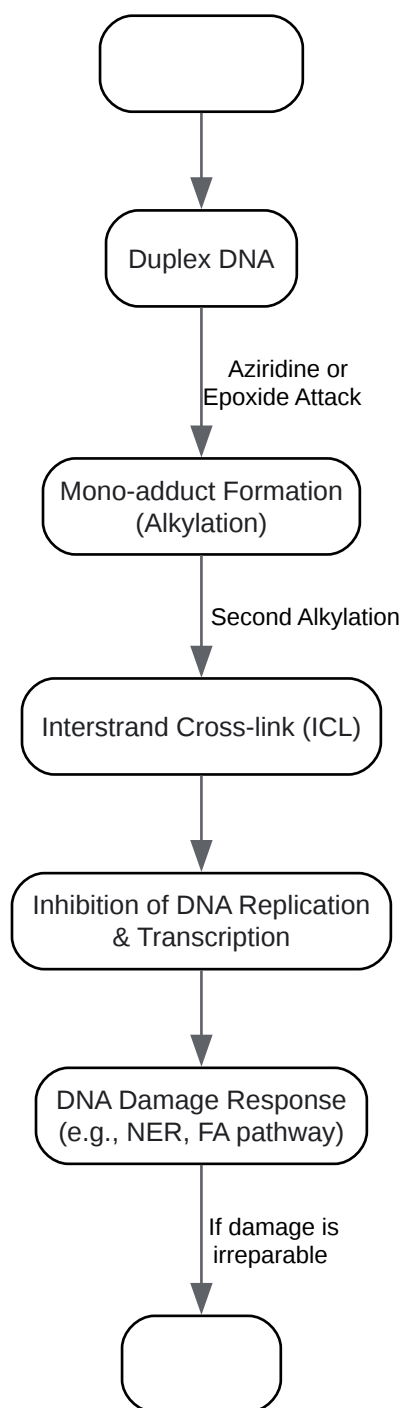 Duplex DNA
Aziridine or
Epoxide Attack
Mono-adduct Formation
(Alkylation)
Second Alkylation
Interstrand Cross-link (ICL)
Inhibition of DNA Replication
& Transcription
DNA Damage Response
(e.g., NER, FA pathway)
If damage is
irreparable